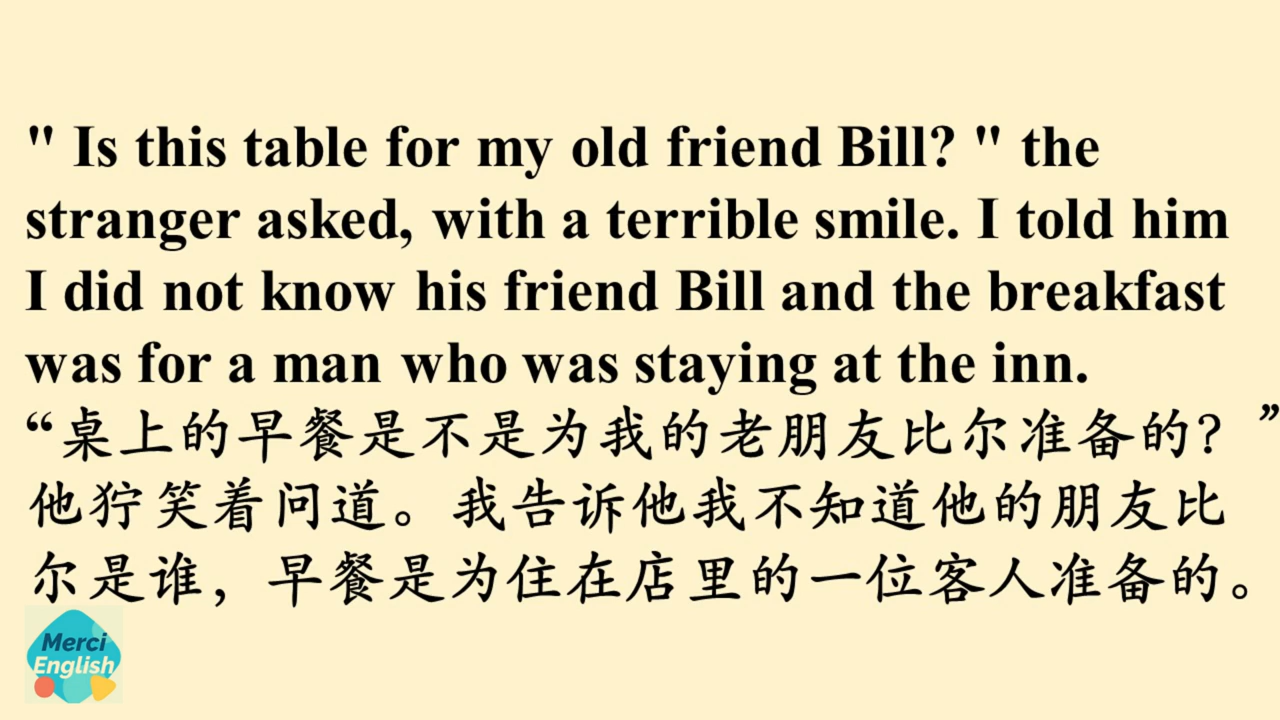 " Is this table for my old friend Bill? " the
stranger asked, with a terrible smile. I told him
I did not know his friend Bill and the breakfast
was for a man who was staying at the inn.
“桌上的早餐是不是为我的老朋友比尔准备的？”
他狞笑着问道。我告诉他我不知道他的朋友比
尔是谁，早餐是为住在店里的一位客人准备的。
Merci
English